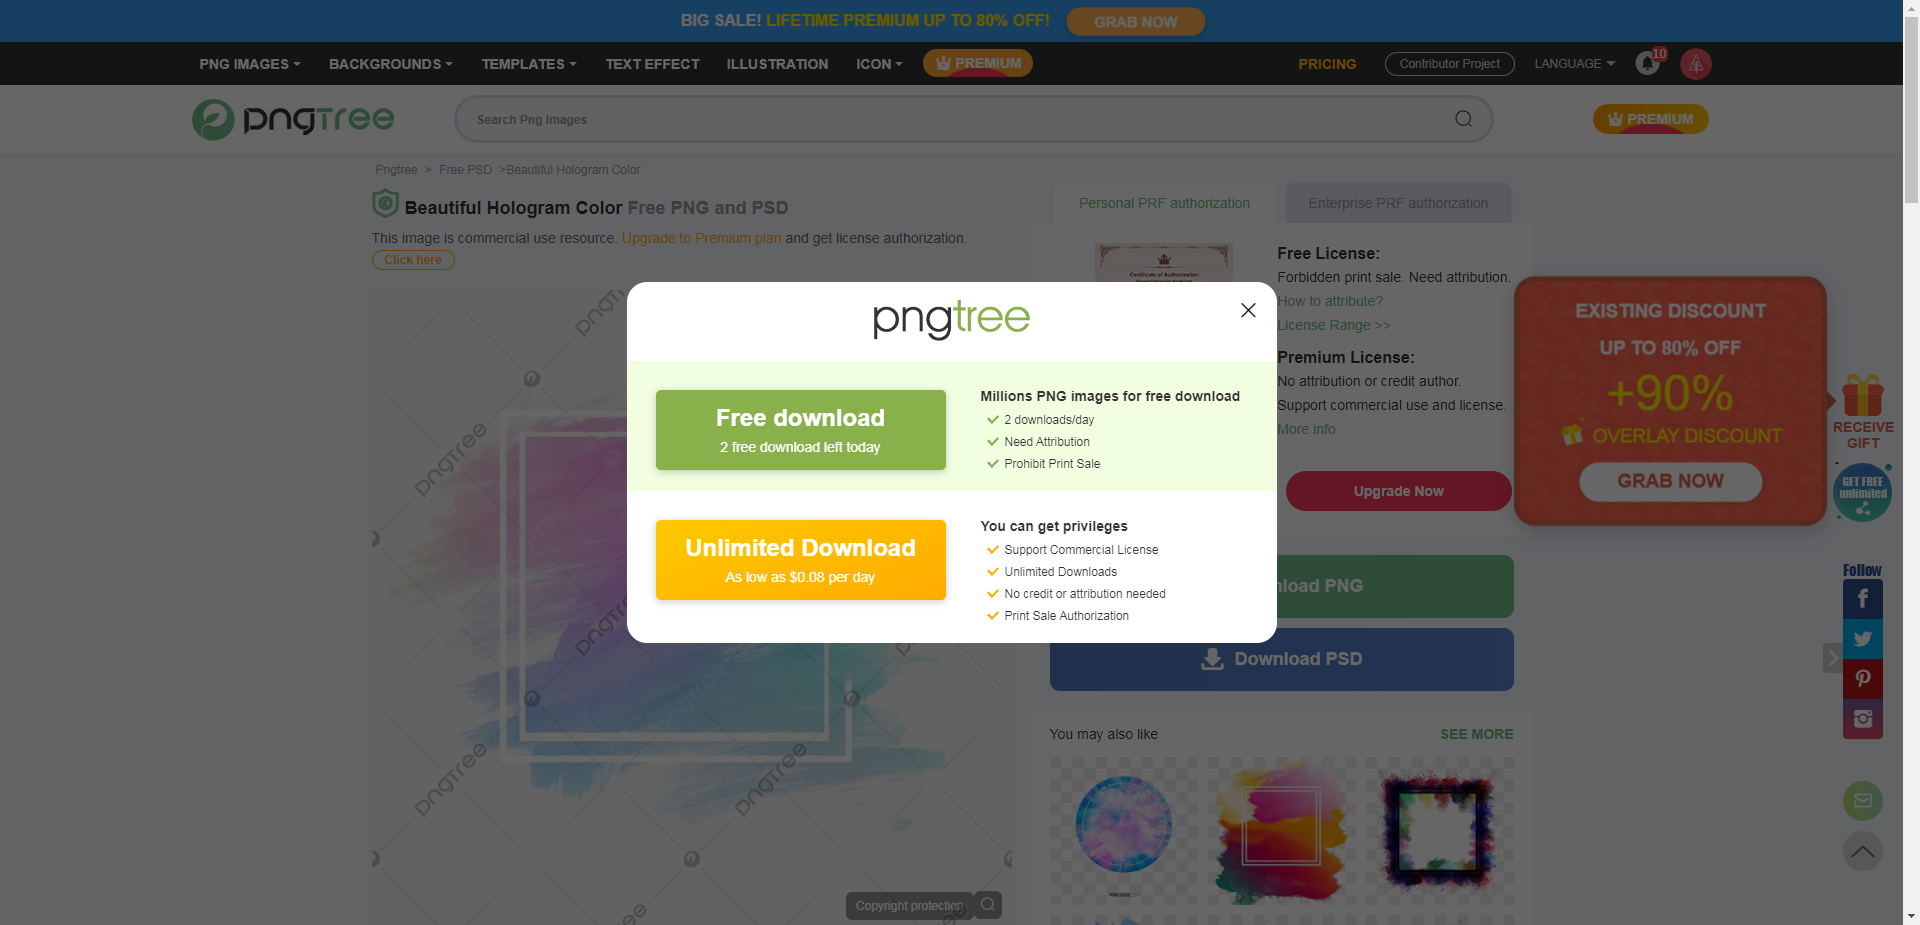 BIG SALE! LIFETIME PREMIUM UP TO 80% OFF! GRAB NOW
PNG IMAGES BACKGROUNDS TEMPLATES TEXT EFFECT ILLUSTRATION ICON PREMIUM PRICING Contributor Project LANGUAGE 10
pngtree Search Png Images PREMIUM
Pngtree > Free PSD >Beautiful Hologram Color
Beautiful Hologram Color Free PNG and PSD
This image is commercial use resource. Upgrade to Premium plan and get license authorization.
Click here
Personal PRF authorization Enterprise PRF authorization
Certificate of Authorization
Free License:
Forbidden print sale. Need attribution.
How to attribute?
License Range >>
Premium License:
No attribution or credit author.
Support commercial use and license.
More info
Upgrade Now
EXISTING DISCOUNT
UP TO 80% OFF
+90%
OVERLAY DISCOUNT
GRAB NOW
RECEIVE
GIFT
GET FREE
unlimited
Follow
pngtree
Free download
2 free download left today
Millions PNG images for free download
2 downloads/day
Need Attribution
Prohibit Print Sale
Unlimited Download
As low as $0.08 per day
You can get privileges
Support Commercial License
Unlimited Downloads
No credit or attribution needed
Print Sale Authorization
nload PNG
Download PSD
You may also like SEE MORE
pngtree
pngtree
pngtree
pngtree
pngtree
Copyright protection
PNGTREE